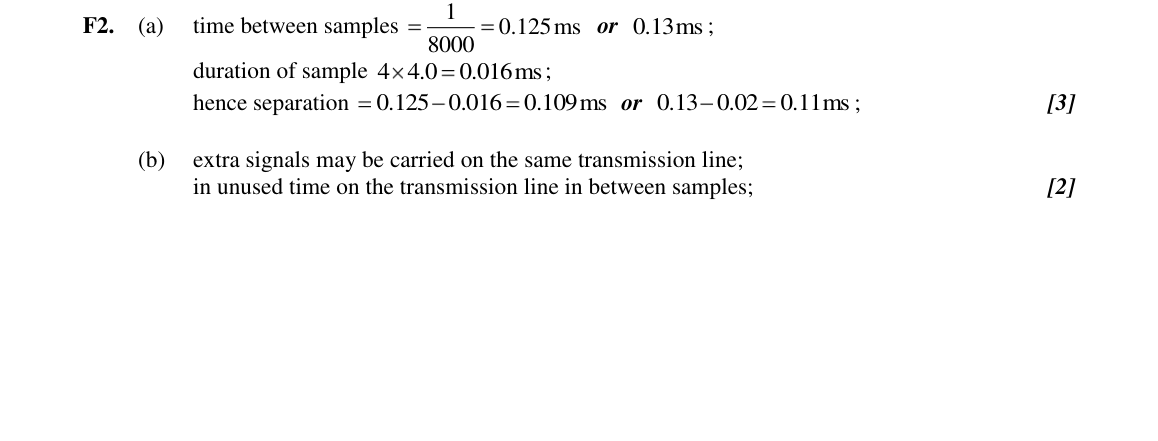 F2. (a) time between samples = 1/8000 = 0.125 ms or 0.13 ms ;
duration of sample 4×4.0 = 0.016 ms ;
hence separation = 0.125 − 0.016 = 0.109 ms or 0.13 − 0.02 = 0.11 ms ; [3]
(b) extra signals may be carried on the same transmission line;
in unused time on the transmission line in between samples; [2]